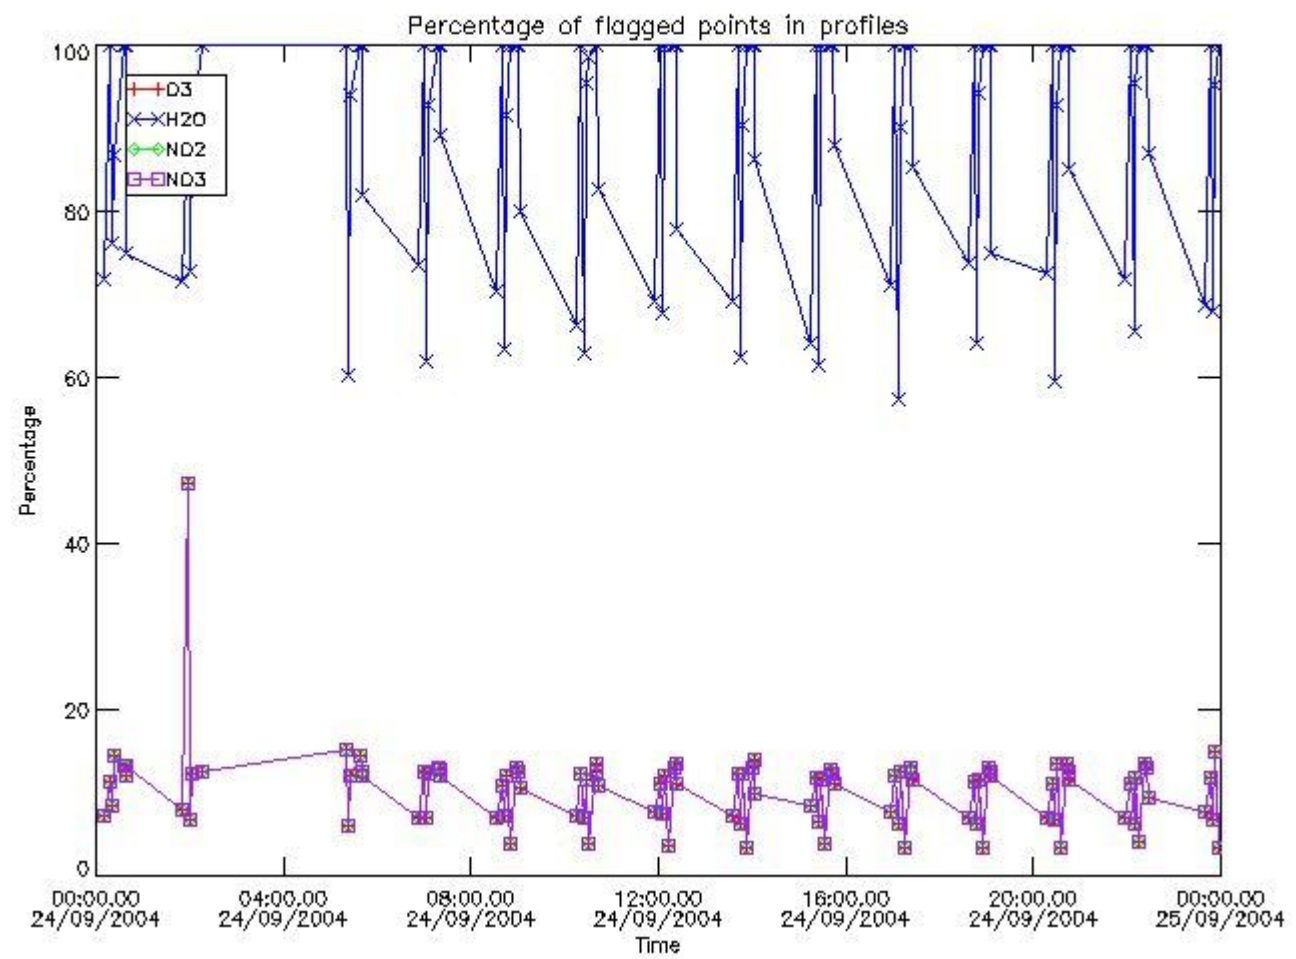 Percentage of flagged points in profiles
100
80
60
40
20
0
Percentage
O3
H2O
NO2
NO3
00:00.00 04:00.00 08:00.00 12:00.00 16:00.00 20:00.00 00:00.00
24/09/2004 24/09/2004 24/09/2004 24/09/2004 24/09/2004 24/09/2004 25/09/2004
Time